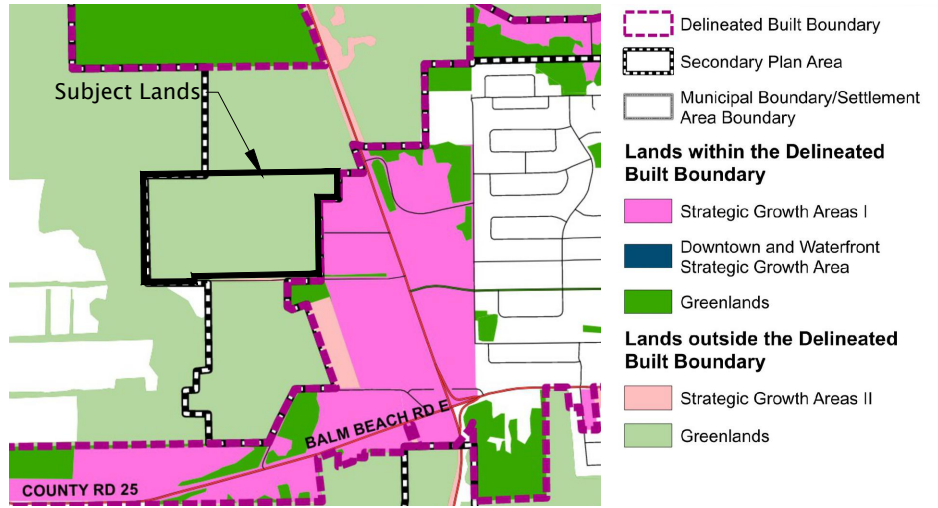 Subject Lands
BALM BEACH RD E
COUNTY RD 25
Delineated Built Boundary
Secondary Plan Area
Municipal Boundary/Settlement
Area Boundary
Lands within the Delineated
Built Boundary
Strategic Growth Areas I
Downtown and Waterfront
Strategic Growth Area
Greenlands
Lands outside the Delineated
Built Boundary
Strategic Growth Areas II
Greenlands